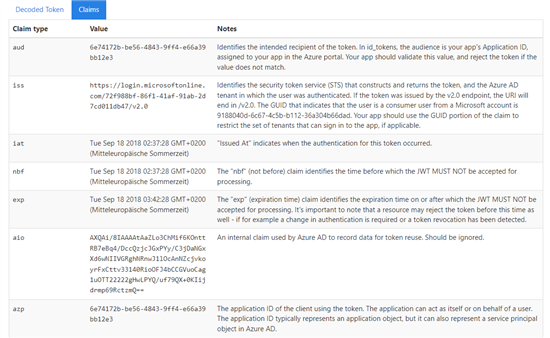 Decoded Token Claims
Claim type Value Notes
aud 6e74172b-be56-4843-9ff4-e66a39 Identifies the intended recipient of the token. In id_tokens, the audience is your app's Application ID,
bb12e3 assigned to your app in the Azure portal. Your app should validate this value, and reject the token if the
value does not match.
iss https://login.microsoftonline. Identifies the security token service (STS) that constructs and returns the token, and the Azure AD
com/72f988bf-86f1-41af-91ab-2d tenant in which the user was authenticated. If the token was issued by the v2.0 endpoint, the URI will
7cd011db47/v2.0 end in /v2.0. The GUID that indicates that the user is a consumer user from a Microsoft account is
9188040d-6c67-4c5b-b112-36a304b66dad. Your app should use the GUID portion of the claim to
restrict the set of tenants that can sign in to the app, if applicable.
iat Tue Sep 18 2018 02:37:28 GMT+0200 "Issued At" indicates when the authentication for this token occurred.
(Mitteleuropäische Sommerzeit)
nbf Tue Sep 18 2018 02:37:28 GMT+0200 The "nbf" (not before) claim identifies the time before which the JWT MUST NOT be accepted for
(Mitteleuropäische Sommerzeit) processing.
exp Tue Sep 18 2018 03:42:28 GMT+0200 The "exp" (expiration time) claim identifies the expiration time on or after which the JWT MUST NOT be
(Mitteleuropäische Sommerzeit) accepted for processing. It's important to note that a resource may reject the token before this time as
well - if for example a change in authentication is required or a token revocation has been detected.
aio An internal claim used by Azure AD to record data for token reuse. Should be ignored.
azp 6e74172b-be56-4843-9ff4-e66a39 The application ID of the client using the token. The application can act as itself or on behalf of a user.
bb12e3 The application ID typically represents an application object, but it can also represent a service principal
object in Azure AD.